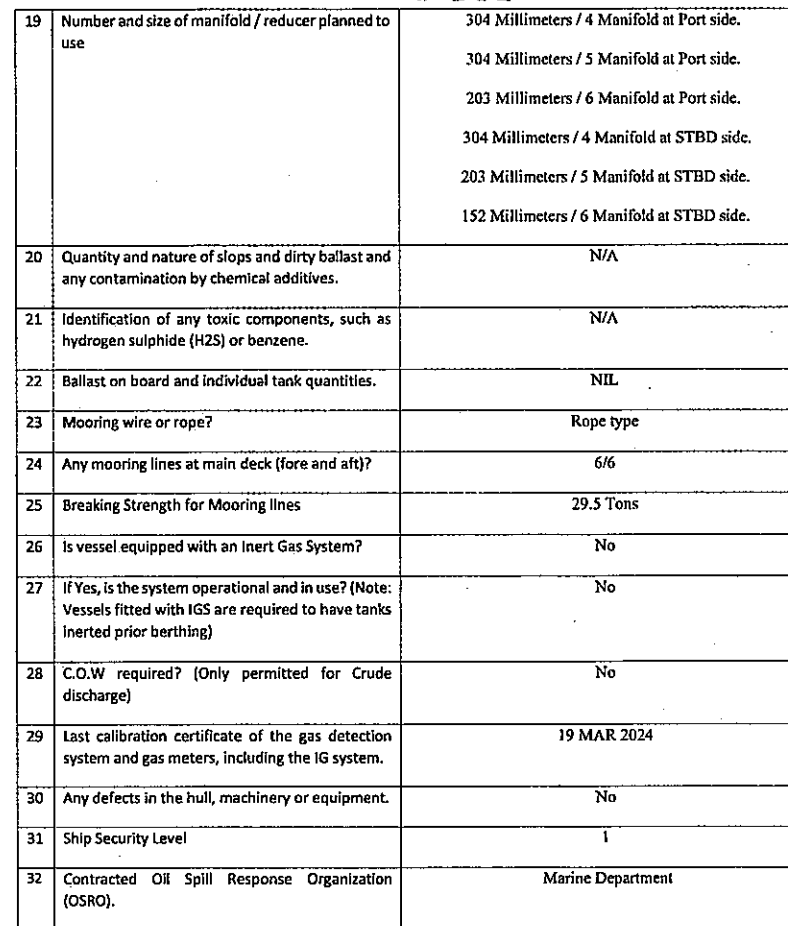 19 Number and size of manifold / reducer planned to use
304 Millimeters / 4 Manifold at Port side.
304 Millimeters / 5 Manifold at Port side.
203 Millimeters / 6 Manifold at Port side.
304 Millimeters / 4 Manifold at STBD side.
203 Millimeters / 5 Manifold at STBD side.
152 Millimeters / 6 Manifold at STBD side.
20 Quantity and nature of slops and dirty ballast and N/A
any contamination by chemical additives.
21 Identification of any toxic components, such as N/A
hydrogen sulphide (H2S) or benzene.
22 Ballast on board and individual tank quantities. NIL
23 Mooring wire or rope? Rope type
24 Any mooring lines at main deck (fore and aft)? 6/6
25 Breaking Strength for Mooring lines 29.5 Tons
26 Is vessel equipped with an Inert Gas System? No
27 If Yes, is the system operational and in use? (Note: No
Vessels fitted with IGS are required to have tanks
inerted prior berthing)
28 C.O.W required? (Only permitted for Crude No
discharge)
29 Last calibration certificate of the gas detection 19 MAR 2024
system and gas meters, including the IG system.
30 Any defects in the hull, machinery or equipment. No
31 Ship Security Level 1
32 Contracted Oil Spill Response Organization Marine Department
(OSRO).